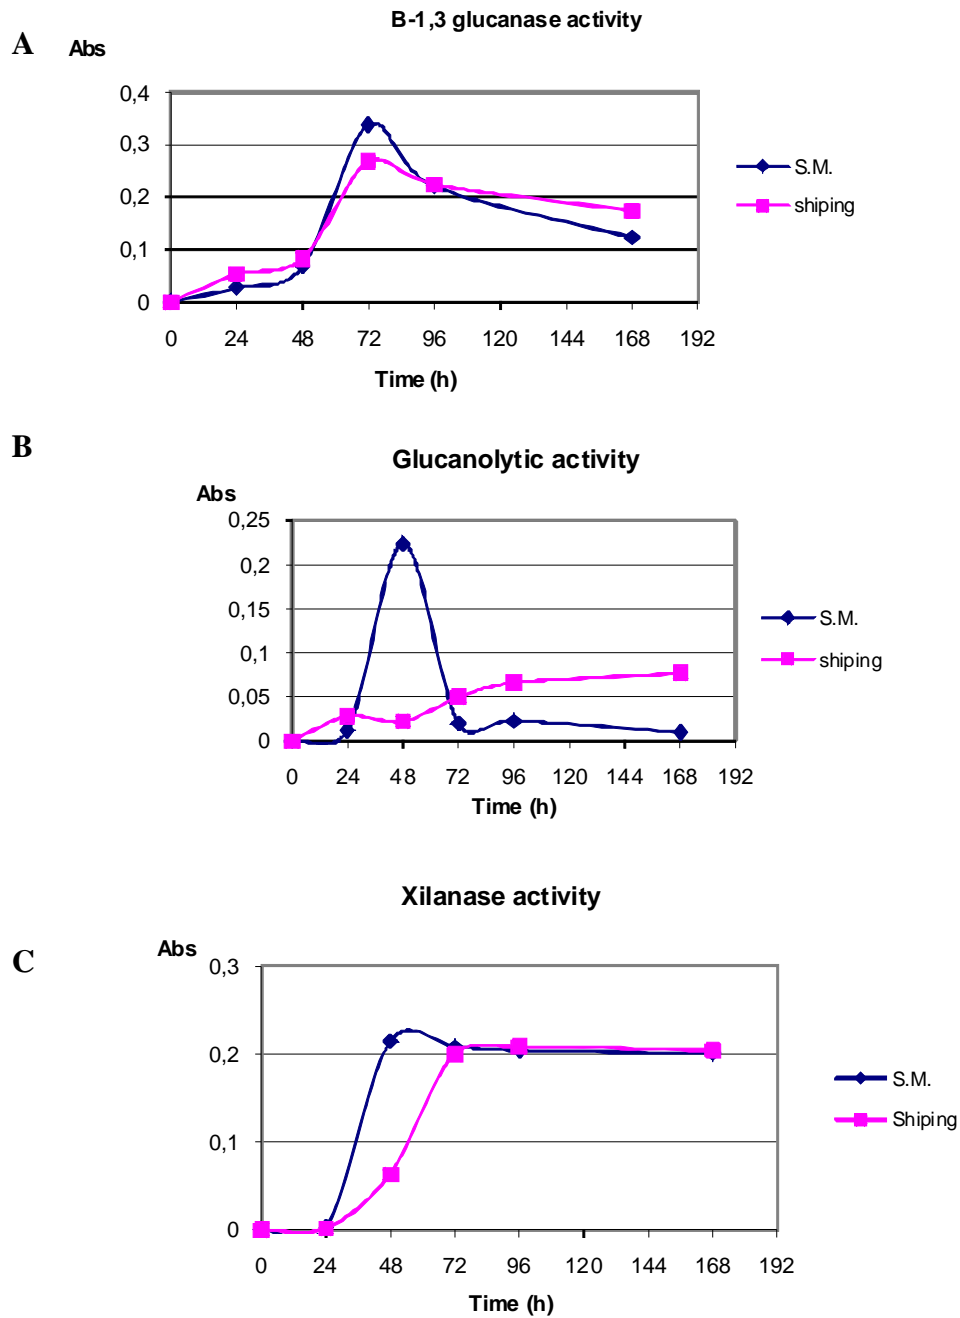 B-1,3 glucanase activity
A Abs
0,4
0,3
0,2
0,1
0
0 24 48 72 96 120 144 168 192
Time (h)
S.M.
shiping
B
Glucanolytic activity
Abs
0,25
0,2
0,15
0,1
0,05
0
0 24 48 72 96 120 144 168 192
Time (h)
S.M.
shiping
Xilanase activity
C Abs
0,3
0,2
0,1
0
0 24 48 72 96 120 144 168 192
Time (h)
S.M.
Shiping